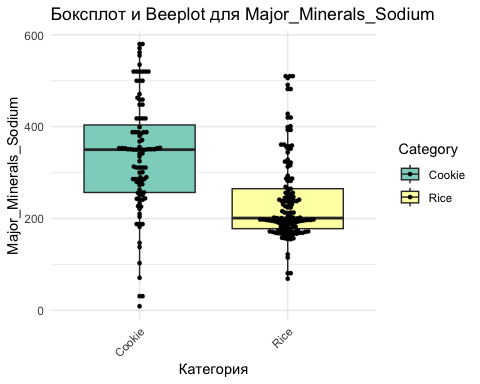 Боксплот и Beeplot для Major_Minerals_Sodium
600
400
200
0
Major_Minerals_Sodium
Cookie
Rice
Категория
Category
Cookie
Rice